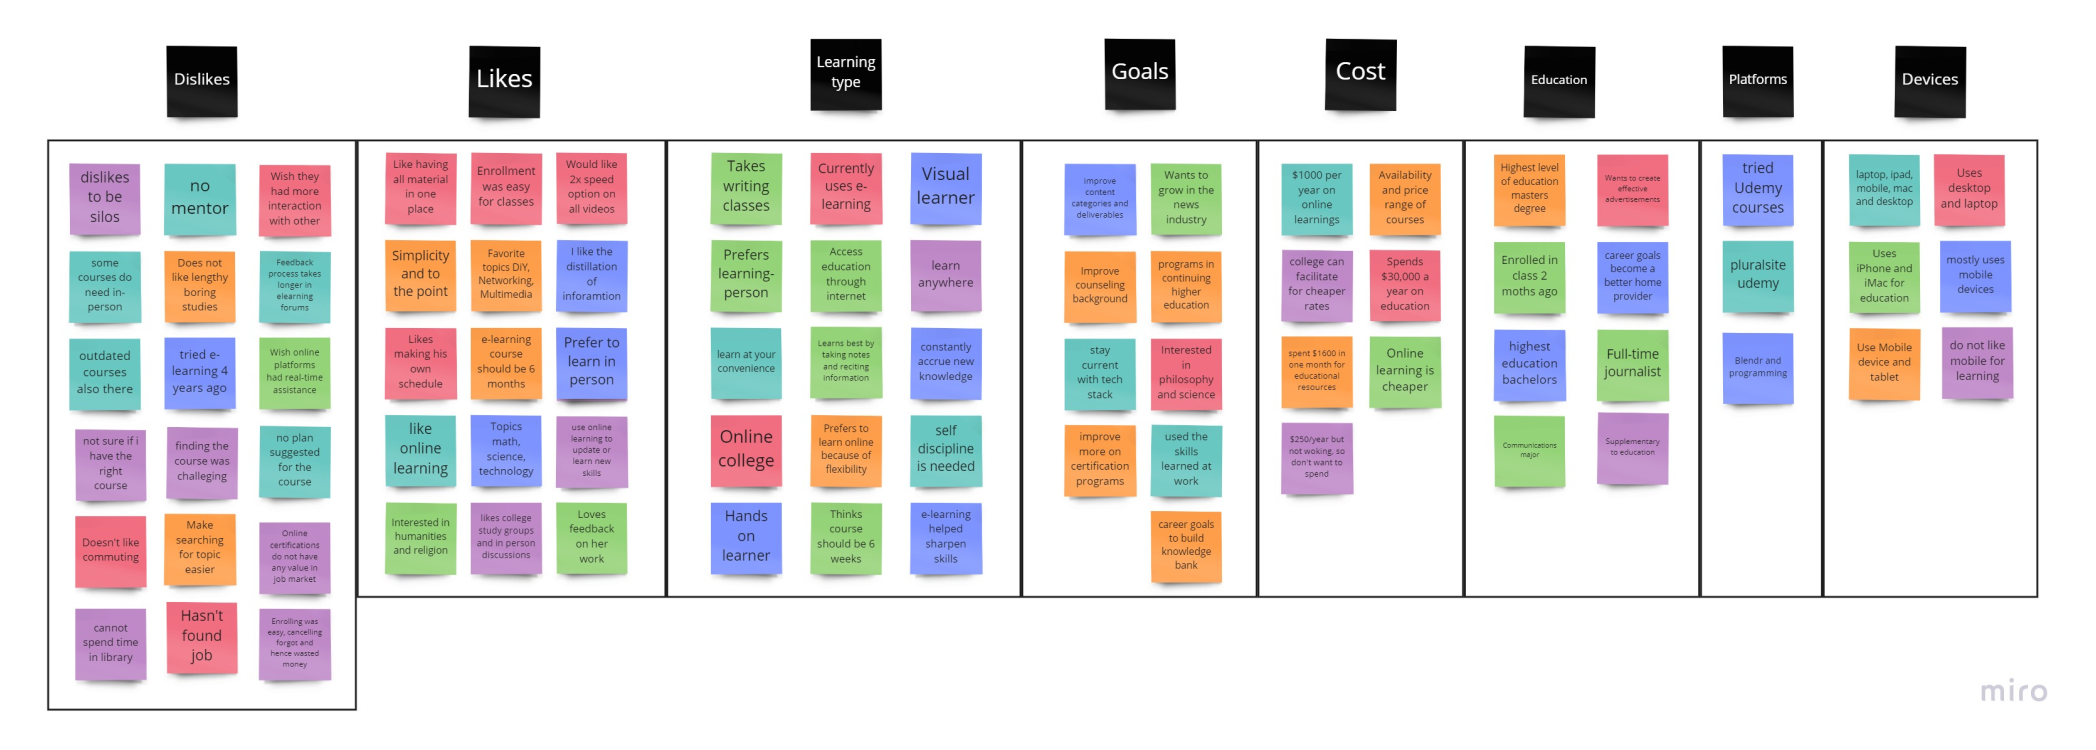 Dislikes
Likes
Learning
type
Goals
Cost
Education
Platforms
Devices
dislikes
to be
silos
no
mentor
Wish they
had more
interaction
with other
some
courses do
need in-
person
Does not
like lengthy
boring
studies
Feedback
process takes
longer in
elearning
forums
outdated
courses
also there
tried e-
learning 4
years ago
Wish online
platforms
had real-time
assistance
not sure if i
have the
right
course
finding the
course was
challeging
no plan
suggested
for the
course
Doesn't like
commuting
Make
searching
for topic
easier
Online
certifications
do not have
any value in
job market
cannot
spend time
in library
Hasn't
found
job
Enrolling was
easy, cancelling
forgot and
hence wasted
money
Like having
all material
in one
place
Enrollment
was easy
for classes
Would like
2x speed
option on
all videos
Simplicity
and to
the point
Favorite
topics DiY,
Networking,
Multimedia
I like the
distillation
of
inforamtion
Likes
making his
own
schedule
e-learning
course
should be 6
months
Prefer to
learn in
person
like
online
learning
Topics
math,
science,
technology
use online
learning to
update or
learn new
skills
Interested in
humanities
and religion
likes college
study groups
and in person
discussions
Loves
feedback
on her
work
Takes
writing
classes
Currently
uses e-
learning
Visual
learner
Prefers
learning-
person
Access
education
through
internet
learn
anywhere
learn at your
convenience
Learns best by
taking notes
and reciting
information
constantly
accrue new
knowledge
Online
college
Prefers to
learn online
because of
flexibility
self
discipline
is needed
Hands
on
learner
Thinks
course
should be 6
weeks
e-learning
helped
sharpen
skills
improve
content
categories and
deliverables
Wants to
grow in the
news
industry
Improve
counseling
background
programs in
continuing
higher
education
stay
current
with tech
stack
Interested
in
philosophy
and science
improve
more on
certification
programs
used the
skills
learned at
work
career goals
to build
knowledge
bank
$1000 per
year on
online
learnings
Availability
and price
range of
courses
college can
facilitate
for cheaper
rates
Spends
$30,000 a
year on
education
spent $1600 in
one month for
educational
resources
Online
learning is
cheaper
$250/year but
not woking, so
don't want to
spend
Highest level
of education
masters
degree
Wants to create
effective
advertisements
Enrolled in
class 2
moths ago
career goals
become a
better home
provider
highest
education
bachelors
Full-time
journalist
Communications
major
Supplementary
to education
tried
Udemy
courses
pluralsite
udemy
Blendr and
programming
laptop, ipad,
mobile, mac
and desktop
Uses
desktop
and laptop
Uses
iPhone and
iMac for
education
mostly uses
mobile
devices
Use Mobile
device and
tablet
do not like
mobile for
learning
miro